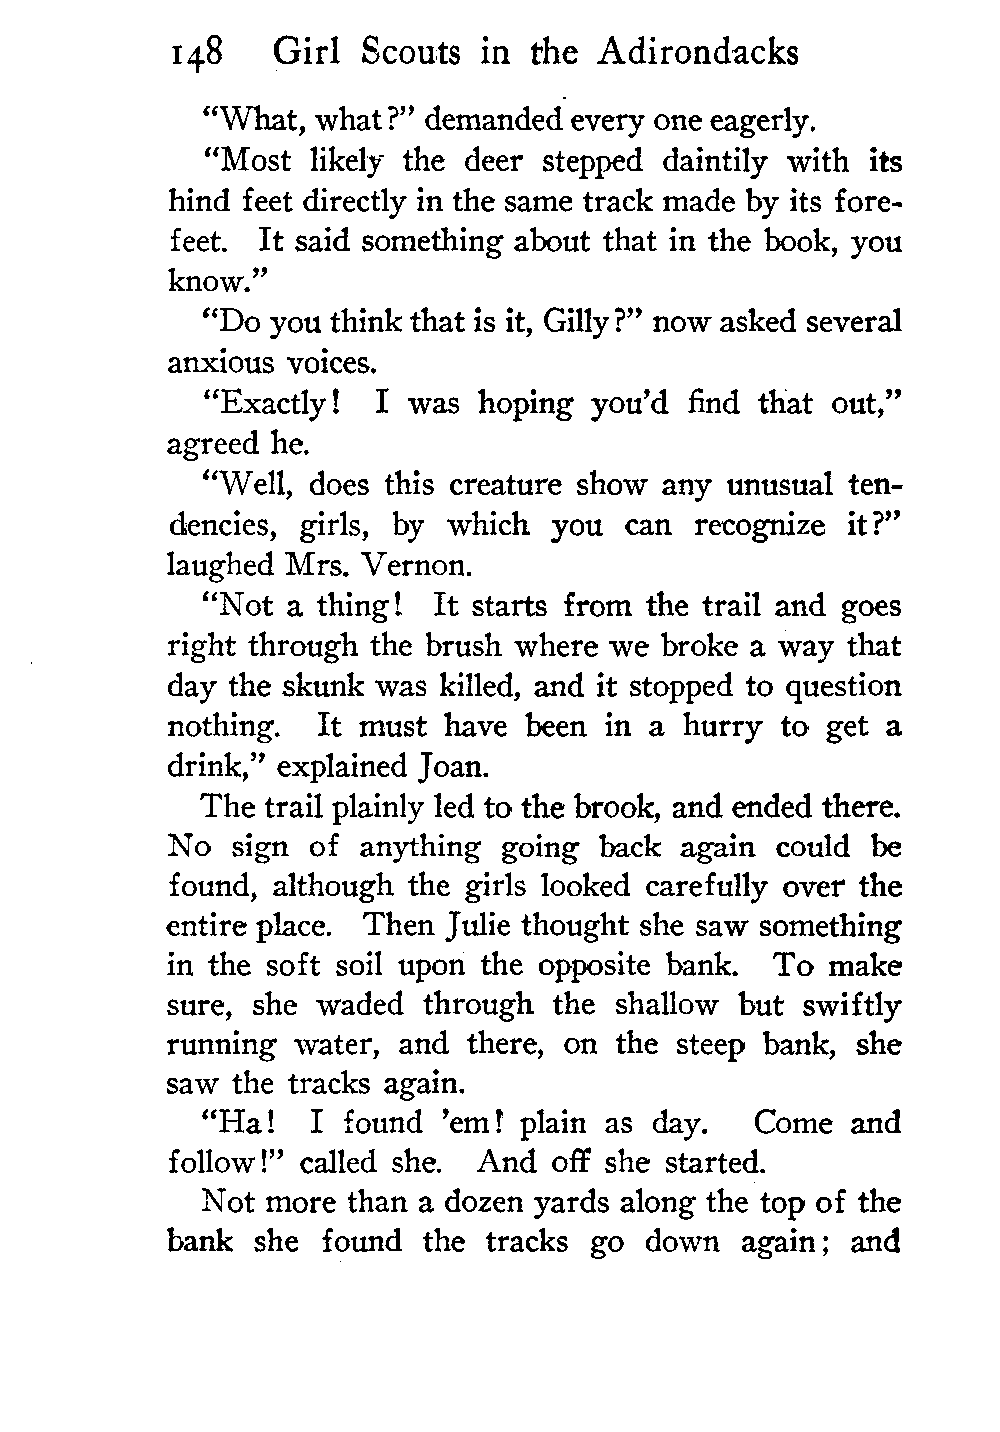 148 Girl Scouts in the Adirondacks
“What, what?” demanded every one eagerly.
“Most likely the deer stepped daintily with its
hind feet directly in the same track made by its fore-
feet. It said something about that in the book, you
know.”
“Do you think that is it, Gilly?” now asked several
anxious voices.
“Exactly! I was hoping you’d find that out,”
agreed he.
“Well, does this creature show any unusual ten-
dencies, girls, by which you can recognize it?”
laughed Mrs. Vernon.
“Not a thing! It starts from the trail and goes
right through the brush where we broke a way that
day the skunk was killed, and it stopped to question
nothing. It must have been in a hurry to get a
drink,” explained Joan.
The trail plainly led to the brook, and ended there.
No sign of anything going back again could be
found, although the girls looked carefully over the
entire place. Then Julie thought she saw something
in the soft soil upon the opposite bank. To make
sure, she waded through the shallow but swiftly
running water, and there, on the steep bank, she
saw the tracks again.
“Ha! I found ’em! plain as day. Come and
follow!” called she. And off she started.
Not more than a dozen yards along the top of the
bank she found the tracks go down again; and